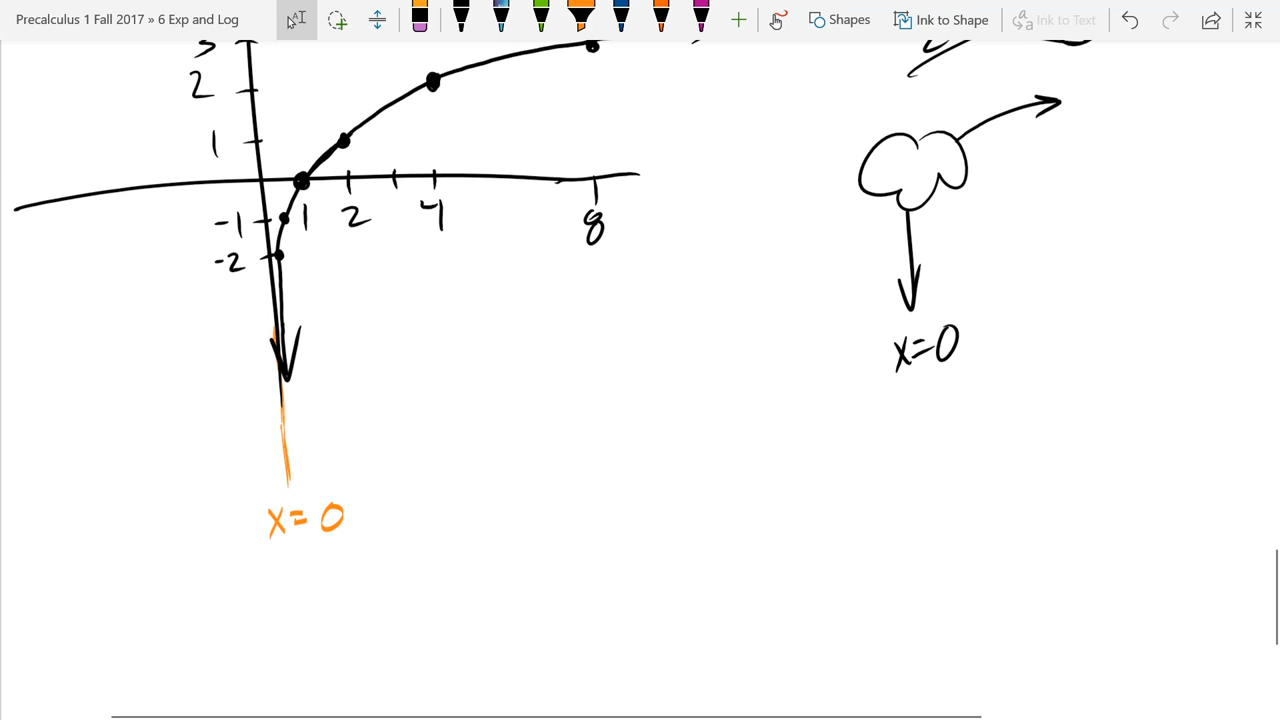 Precalculus 1 Fall 2017 » 6 Exp and Log
Shapes
Ink to Shape
Ink to Text
2
1
-1
-2
1 2 4 8
x=0
x=0